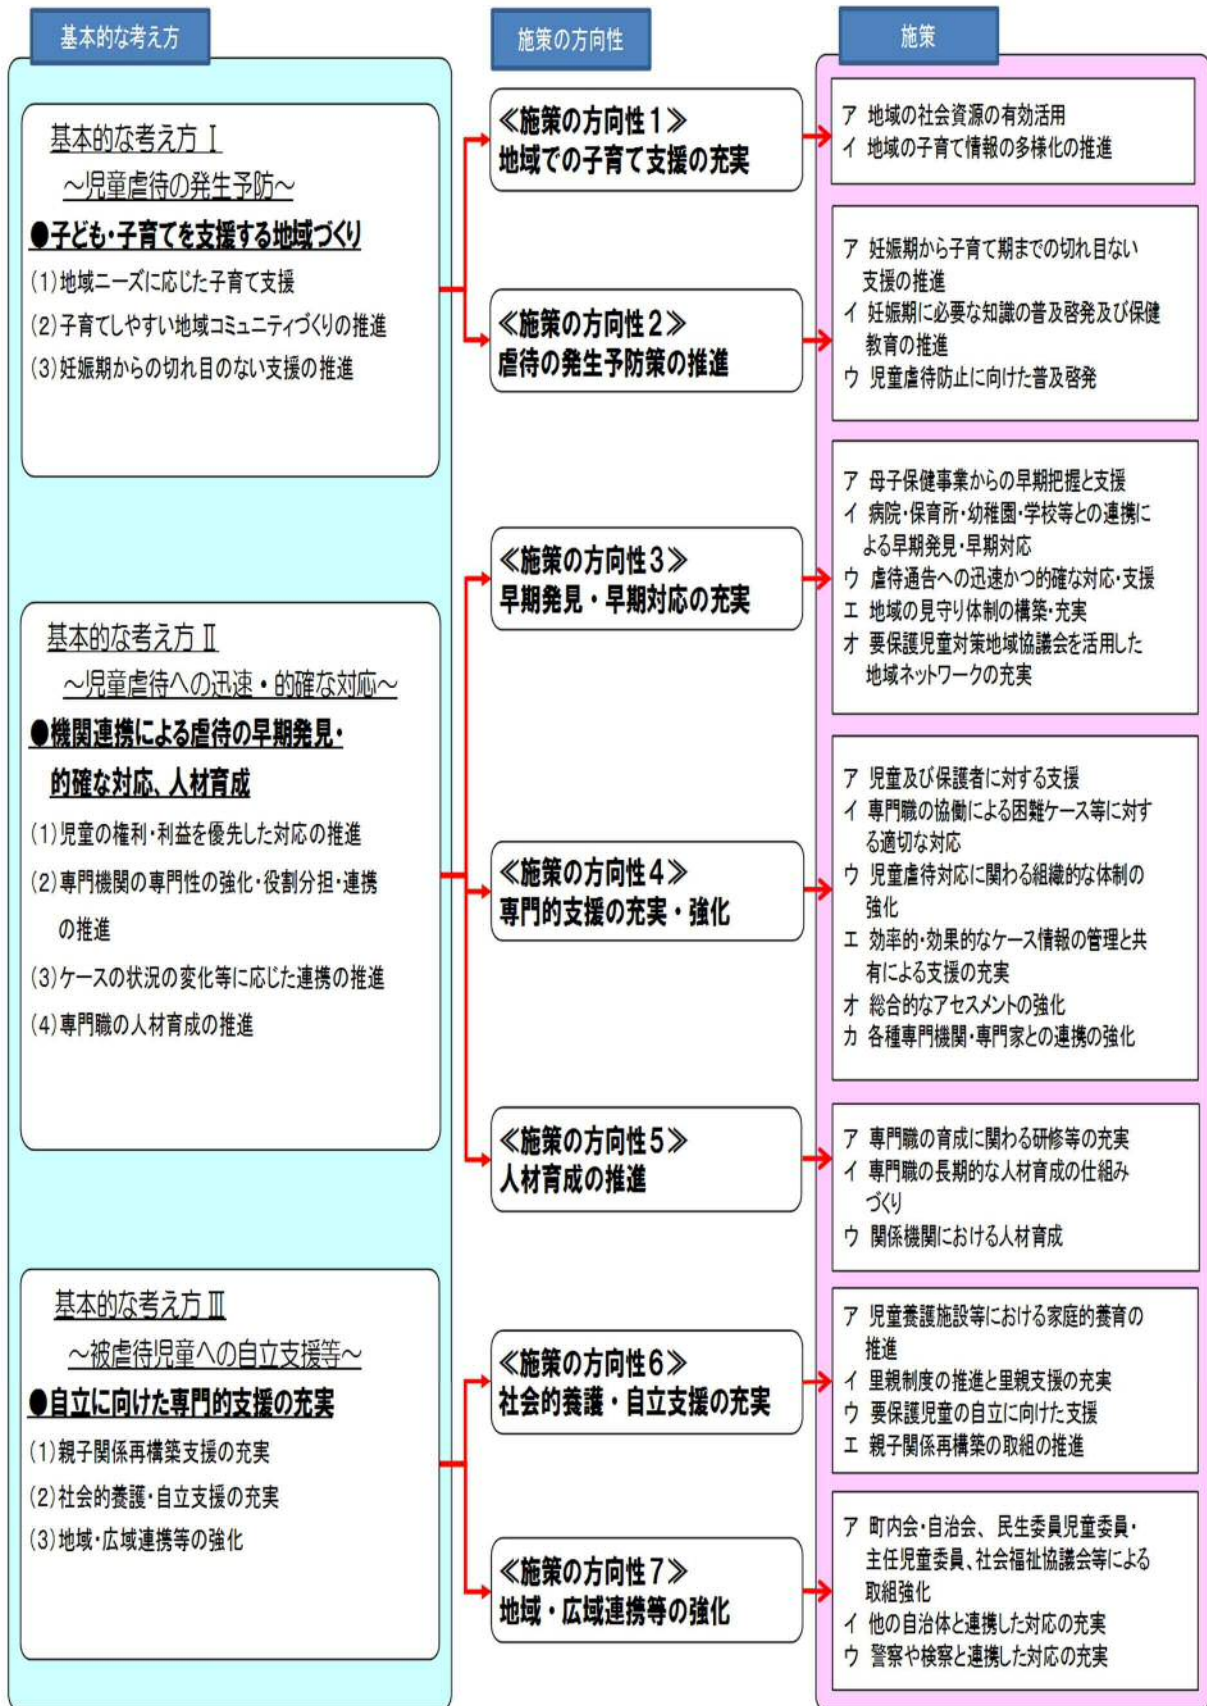 基本的な考え方
施策の方向性
施策
基本的な考え方 Ⅰ
～児童虐待の発生予防～
●子ども・子育てを支援する地域づくり
(1)地域ニーズに応じた子育て支援
(2)子育てしやすい地域コミュニティづくりの推進
(3)妊娠期からの切れ目のない支援の推進
基本的な考え方 Ⅱ
～児童虐待への迅速・的確な対応～
●機関連携による虐待の早期発見・
的確な対応、人材育成
(1)児童の権利・利益を優先した対応の推進
(2)専門機関の専門性の強化・役割分担・連携
の推進
(3)ケースの状況の変化等に応じた連携の推進
(4)専門職の人材育成の推進
基本的な考え方 Ⅲ
～被虐待児童への自立支援等～
●自立に向けた専門的支援の充実
(1)親子関係再構築支援の充実
(2)社会的養護・自立支援の充実
(3)地域・広域連携等の強化
≪施策の方向性1≫
地域での子育て支援の充実
≪施策の方向性2≫
虐待の発生予防策の推進
≪施策の方向性3≫
早期発見・早期対応の充実
≪施策の方向性4≫
専門的支援の充実・強化
≪施策の方向性5≫
人材育成の推進
≪施策の方向性6≫
社会的養護・自立支援の充実
≪施策の方向性7≫
地域・広域連携等の強化
ア 地域の社会資源の有効活用
イ 地域の子育て情報の多様化の推進
ア 妊娠期から子育て期までの切れ目ない
支援の推進
イ 妊娠期に必要な知識の普及啓発及び保健
教育の推進
ウ 児童虐待防止に向けた普及啓発
ア 母子保健事業からの早期把握と支援
イ 病院・保育所・幼稚園・学校等との連携に
よる早期発見・早期対応
ウ 虐待通告への迅速かつ的確な対応・支援
エ 地域の見守り体制の構築・充実
オ 要保護児童対策地域協議会を活用した
地域ネットワークの充実
ア 児童及び保護者に対する支援
イ 専門職の協働による困難ケース等に対す
る適切な対応
ウ 児童虐待対応に関わる組織的な体制の
強化
エ 効率的・効果的なケース情報の管理と共
有による支援の充実
オ 総合的なアセスメントの強化
カ 各種専門機関・専門家との連携の強化
ア 専門職の育成に関わる研修等の充実
イ 専門職の長期的な人材育成の仕組み
づくり
ウ 関係機関における人材育成
ア 児童養護施設等における家庭的養育の
推進
イ 里親制度の推進と里親支援の充実
ウ 要保護児童の自立に向けた支援
エ 親子関係再構築の取組の推進
ア 町内会・自治会、 民生委員児童委員・
主任児童委員、社会福祉協議会等による
取組強化
イ 他の自治体と連携した対応の充実
ウ 警察や検察と連携した対応の充実